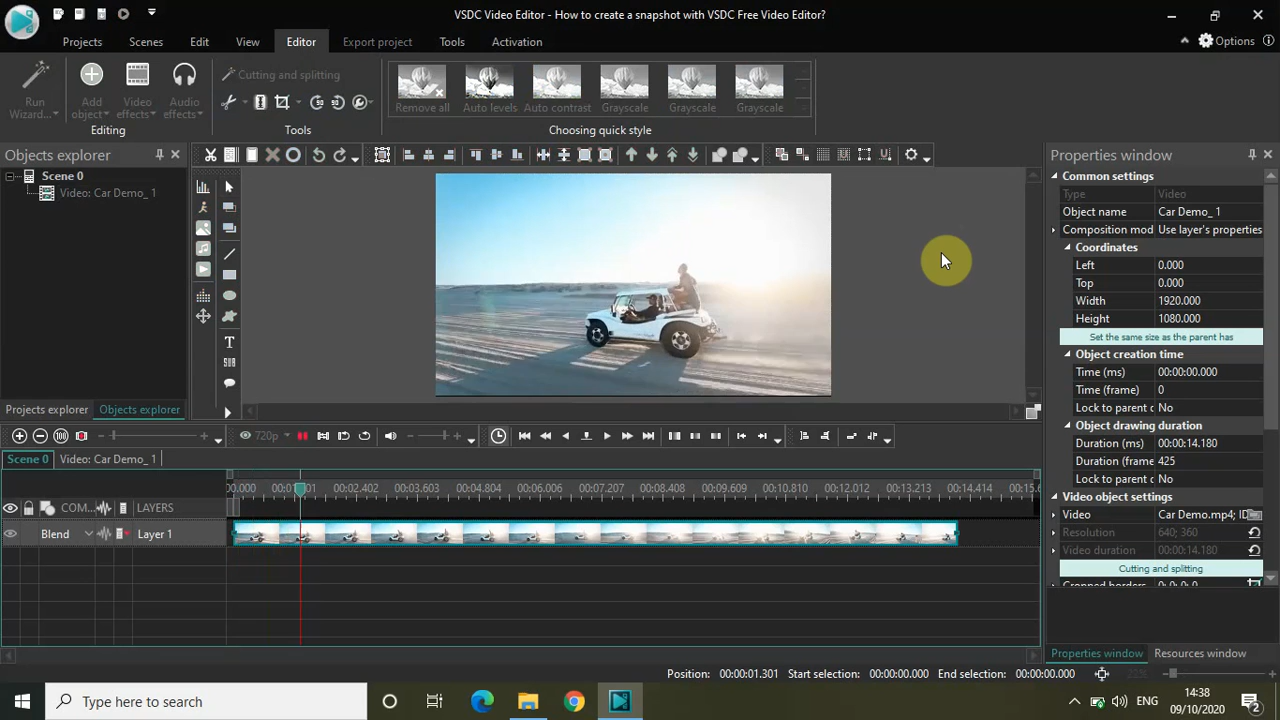 VSDC Video Editor - How to create a snapshot with VSDC Free Video Editor?
Projects Scenes Edit View Editor Export project Tools Activation
Options
Run Wizard...
Add object
Video effects
Audio effects
Editing
Cutting and splitting
Tools
Remove all
Auto levels
Auto contrast
Grayscale
Grayscale
Grayscale
Choosing quick style
Objects explorer
Scene 0
Video: Car Demo_ 1
Projects explorer
Objects explorer
Properties window
Common settings
Type Video
Object name Car Demo_ 1
Composition mod Use layer's properties
Coordinates
Left 0.000
Top 0.000
Width 1920.000
Height 1080.000
Set the same size as the parent has
Object creation time
Time (ms) 00:00:00.000
Time (frame) 0
Lock to parent c No
Object drawing duration
Duration (ms) 00:00:14.180
Duration (frame 425
Lock to parent c No
Video object settings
Video Car Demo.mp4; ID
Resolution 640; 360
Video duration 00:00:14.180
Cutting and splitting
Cropped borders 0; 0; 0; 0
Properties window
Resources window
720p
Scene 0
Video: Car Demo_ 1
00:02.402 00:03.603 00:04.804 00:06.006 00:07.207 00:08.408 00:09.609 00:10.810 00:12.012 00:13.213 00:14.414
COM... LAYERS
Blend Layer 1
Position: 00:00:01.301 Start selection: 00:00:00.000 End selection: 00:00:00.000
Type here to search
ENG
14:38
09/10/2020
2